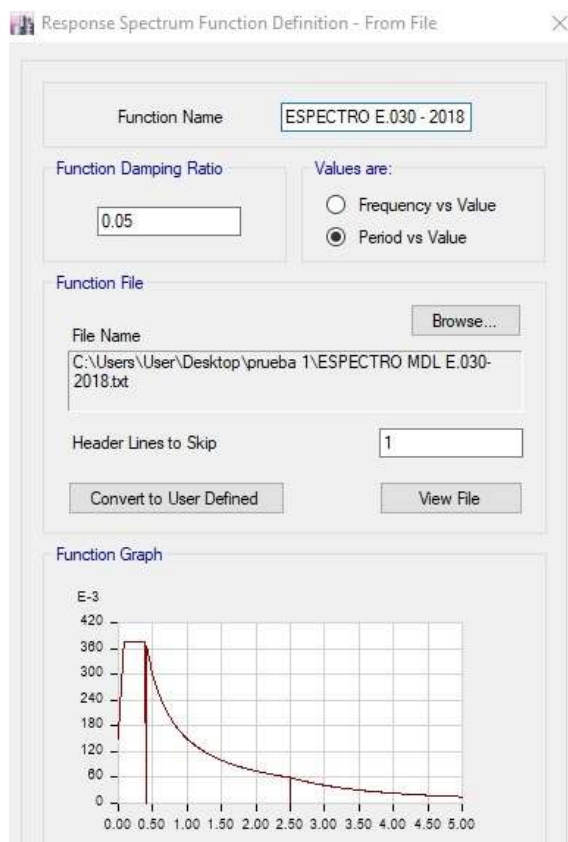 Response Spectrum Function Definition - From File
Function Name
ESPECTRO E.030 - 2018
Function Damping Ratio
0.05
Values are:
Frequency vs Value
Period vs Value
Function File
Browse...
File Name
C:\Users\User\Desktop\prueba 1\ESPECTRO MDL E.030-
2018.txt
Header Lines to Skip
1
Convert to User Defined
View File
Function Graph
E-3
420
360
300
240
180
120
60
0
0.00 0.50 1.00 1.50 2.00 2.50 3.00 3.50 4.00 4.50 5.00